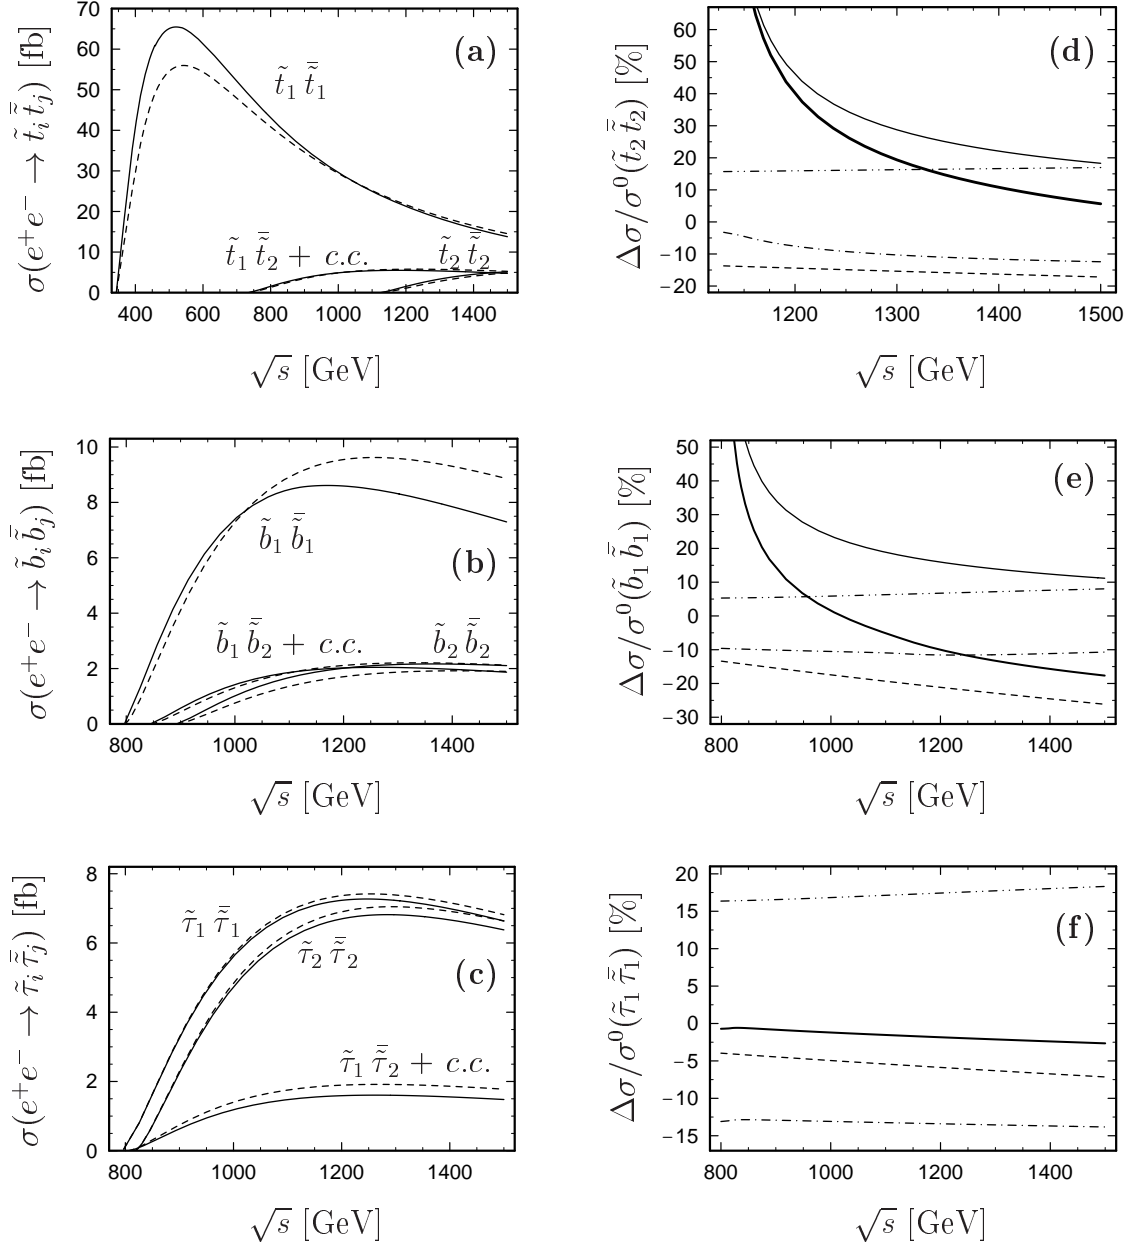 σ(e⁺e⁻ → t̃ᵢ t̃̄ⱼ) [fb]
70
60
50
40
30
20
10
0
(a)
t̃₁ t̃̄₁
t̃₁ t̃̄₂ + c.c.
t̃₂ t̃̄₂
400 600 800 1000 1200 1400
√s [GeV]
Δσ/σ⁰(t̃₂ t̃̄₂) [%]
60
50
40
30
20
10
0
−10
−20
(d)
1200 1300 1400 1500
√s [GeV]
σ(e⁺e⁻ → b̃ᵢ b̃̄ⱼ) [fb]
10
8
6
4
2
0
b̃₁ b̃̄₁
(b)
b̃₁ b̃̄₂ + c.c.
b̃₂ b̃̄₂
800 1000 1200 1400
√s [GeV]
Δσ/σ⁰(b̃₁ b̃̄₁) [%]
50
40
30
20
10
0
−10
−20
−30
(e)
800 1000 1200 1400
√s [GeV]
σ(e⁺e⁻ → τ̃ᵢ τ̃̄ⱼ) [fb]
8
6
4
2
0
τ̃₁ τ̃̄₁
τ̃₂ τ̃̄₂
(c)
τ̃₁ τ̃̄₂ + c.c.
800 1000 1200 1400
√s [GeV]
Δσ/σ⁰(τ̃₁ τ̃̄₁) [%]
20
15
10
5
0
−5
−10
−15
(f)
800 1000 1200 1400
√s [GeV]